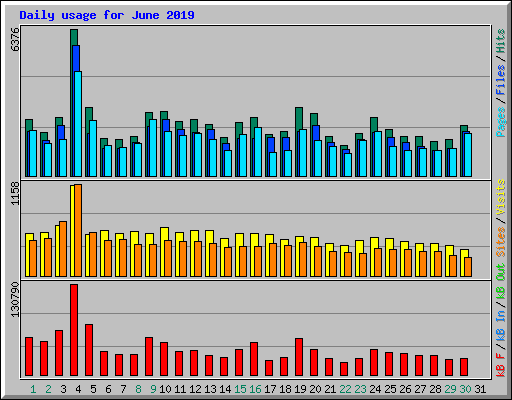 Daily usage for June 2019
6376
Pages / Files / Hits
1158
Sites / Visits
130790
kB F / kB In / kB Out
1 2 3 4 5 6 7 8 9 10 11 12 13 14 15 16 17 18 19 20 21 22 23 24 25 26 27 28 29 30 31